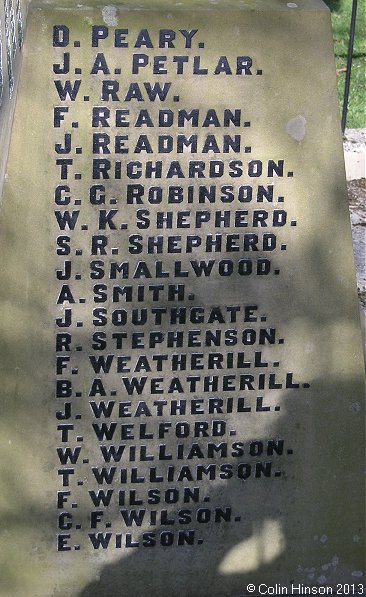 D. PEARY.
J. A. PETLAR.
W. RAW.
F. READMAN.
J. READMAN.
T. RICHARDSON.
C. G. ROBINSON.
W. K. SHEPHERD.
S. R. SHEPHERD.
J. SMALLWOOD.
A. SMITH.
J. SOUTHGATE.
R. STEPHENSON.
F. WEATHERILL.
B. A. WEATHERILL.
J. WEATHERILL.
T. WELFORD.
W. WILLIAMSON.
T. WILLIAMSON.
F. WILSON.
C. F. WILSON.
E. WILSON.
©Colin Hinson 2013